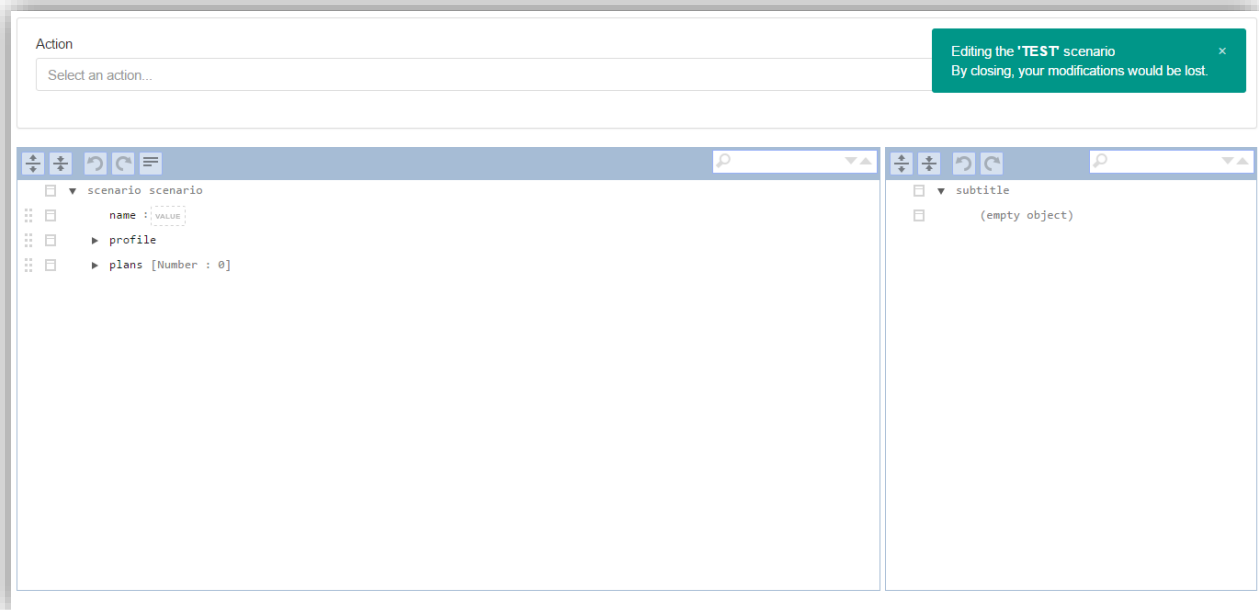 Action
Select an action...
Editing the 'TEST' scenario ×
By closing, your modifications would be lost.
scenario scenario
name : VALUE
profile
plans [Number : 0]
subtitle
(empty object)